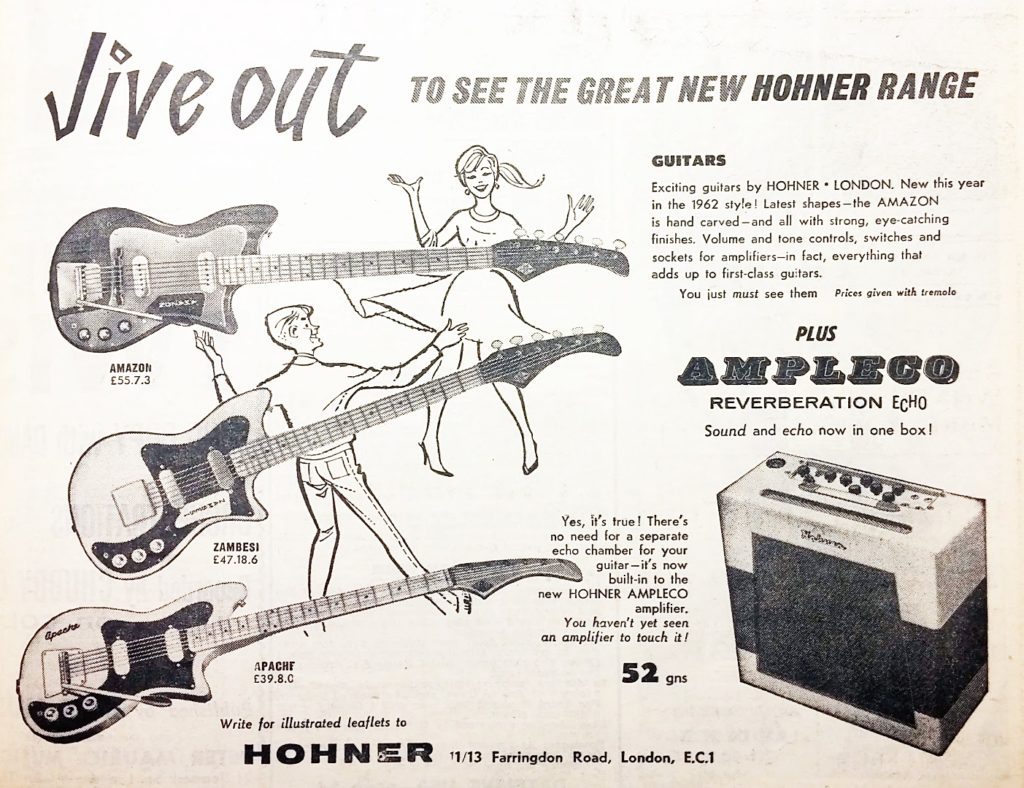 Jive out
TO SEE THE GREAT NEW HOHNER RANGE
GUITARS
Exciting guitars by HOHNER • LONDON. New this year
in the 1962 style! Latest shapes—the AMAZON
is hand carved—and all with strong, eye-catching
finishes. Volume and tone controls, switches and
sockets for amplifiers—in fact, everything that
adds up to first-class guitars.
You just must see them Prices given with tremolo
AMAZON
£55.7.3
PLUS
AMPLECO
REVERBERATION ECHO
Sound and echo now in one box!
ZAMBESI
£47.18.6
Yes, it's true! There's
no need for a separate
echo chamber for your
guitar—it's now
built-in to the
new HOHNER AMPLECO
amplifier.
You haven't yet seen
an amplifier to touch it!
52 gns
Hohner
Apache
APACHE
£39.8.0
Write for illustrated leaflets to
HOHNER 11/13 Farringdon Road, London, E.C.1